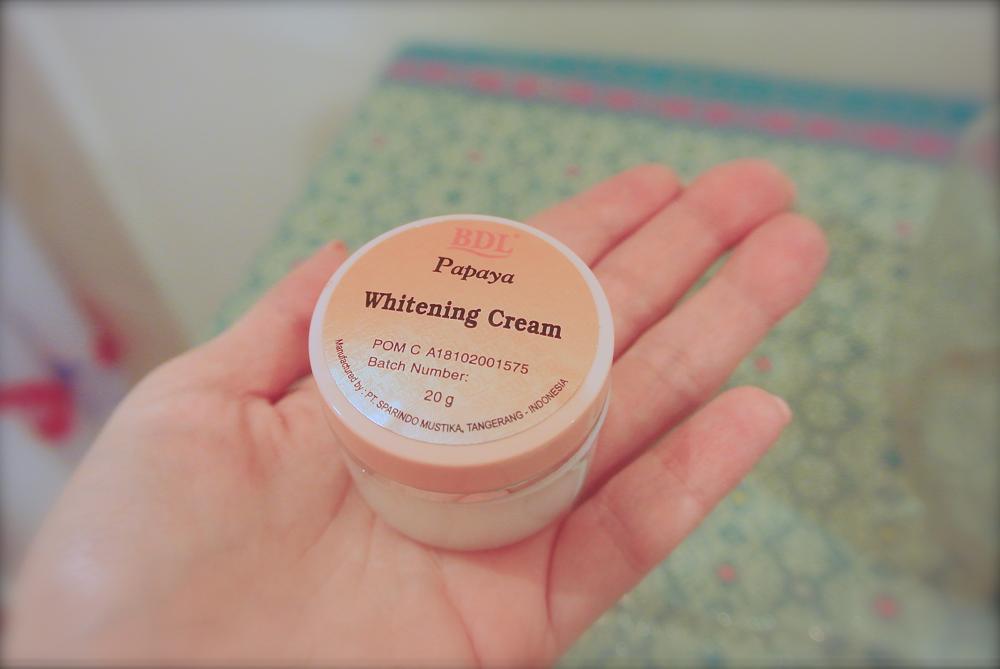 BDL
Papaya
Whitening Cream
POM C A18102001575
Batch Number:
20 g
Manufactured by : PT. SPARINDO MUSTIKA, TANGERANG - INDONESIA